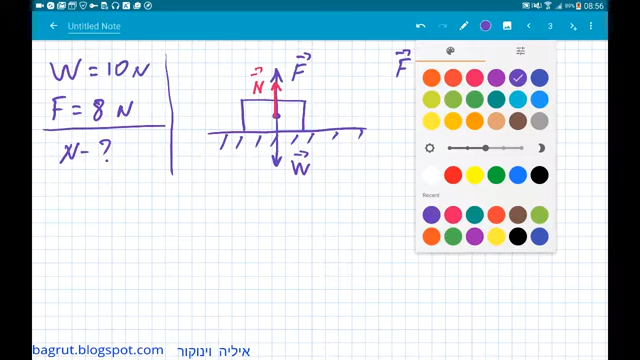 08:56
Untitled Note
3
W = 10 N
F = 8 N
N - ?
N
F
W
F
Recent
bagrut.blogspot.com איליה וינוקור